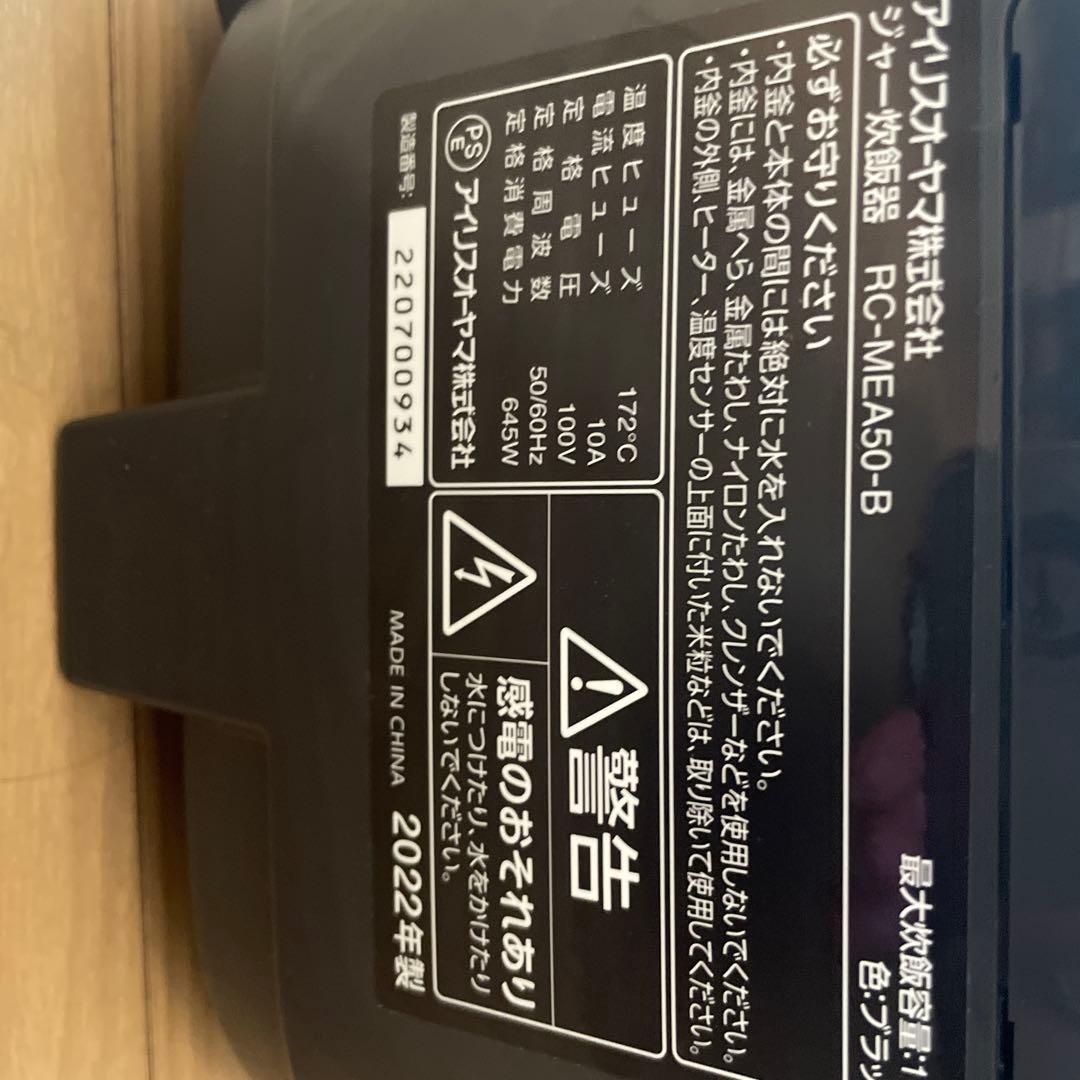 アイリスオーヤマ株式会社
ジャー炊飯器 RC-MEA50-B
最大炊飯容量:1
色:ブラッ
必ずお守りください
・内釜と本体の間には絶対に水を入れないでください。
・内釜には、金属へら、金属たわし、ナイロンたわし、クレンザーなどを使用しないでください。
・内釜の外側、ヒーター、温度センサーの上面に付いた米粒などは、取り除いて使用してください。
温度ヒューズ 172℃
電流ヒューズ 10A
定格電圧 100V
定格周波数 50/60Hz
定格消費電力 645W
PSE アイリスオーヤマ株式会社
警告
感電のおそれあり
水につけたり、水をかけたり
しないでください。
製造番号: 220700934
MADE IN CHINA 2022年製